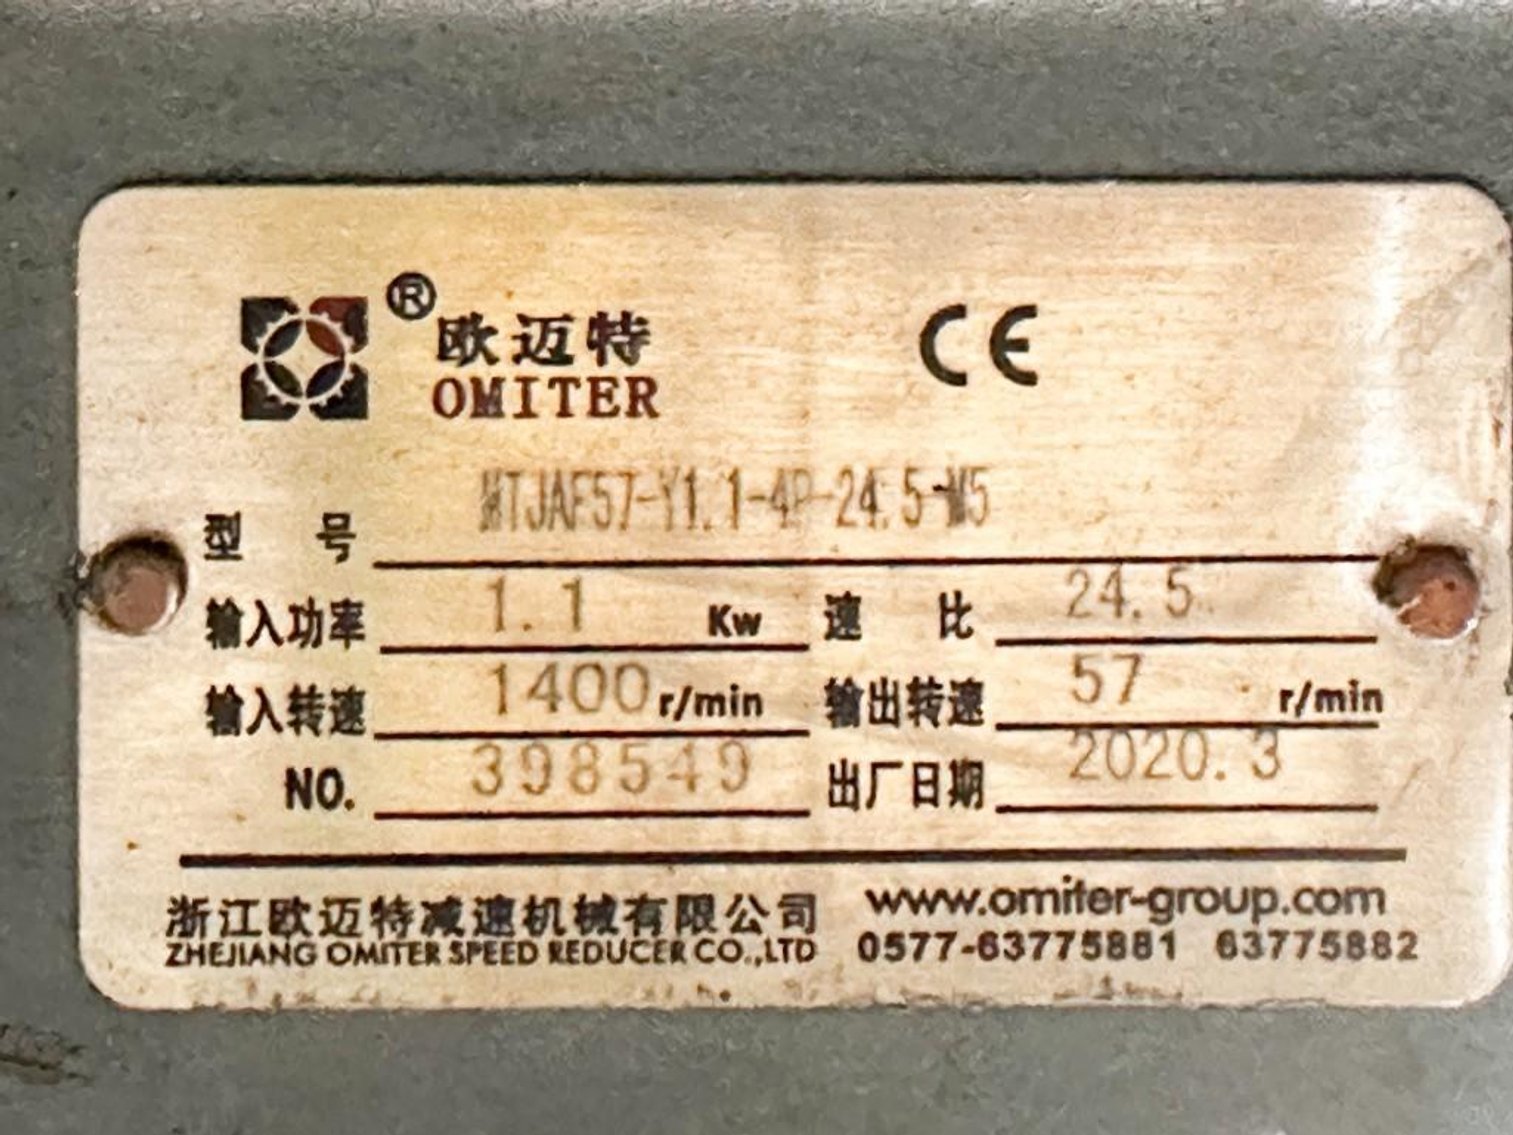 ® 欧迈特 CE
OMITER
型 号 MTJAF57-Y1.1-4P-24.5-M5
输入功率 1.1 Kw 速 比 24.5
输入转速 1400 r/min 输出转速 57 r/min
NO. 398549 出厂日期 2020.3
浙江欧迈特减速机械有限公司 www.omiter-group.com
ZHEJIANG OMITER SPEED REDUCER CO.,LTD 0577-63775881 63775882